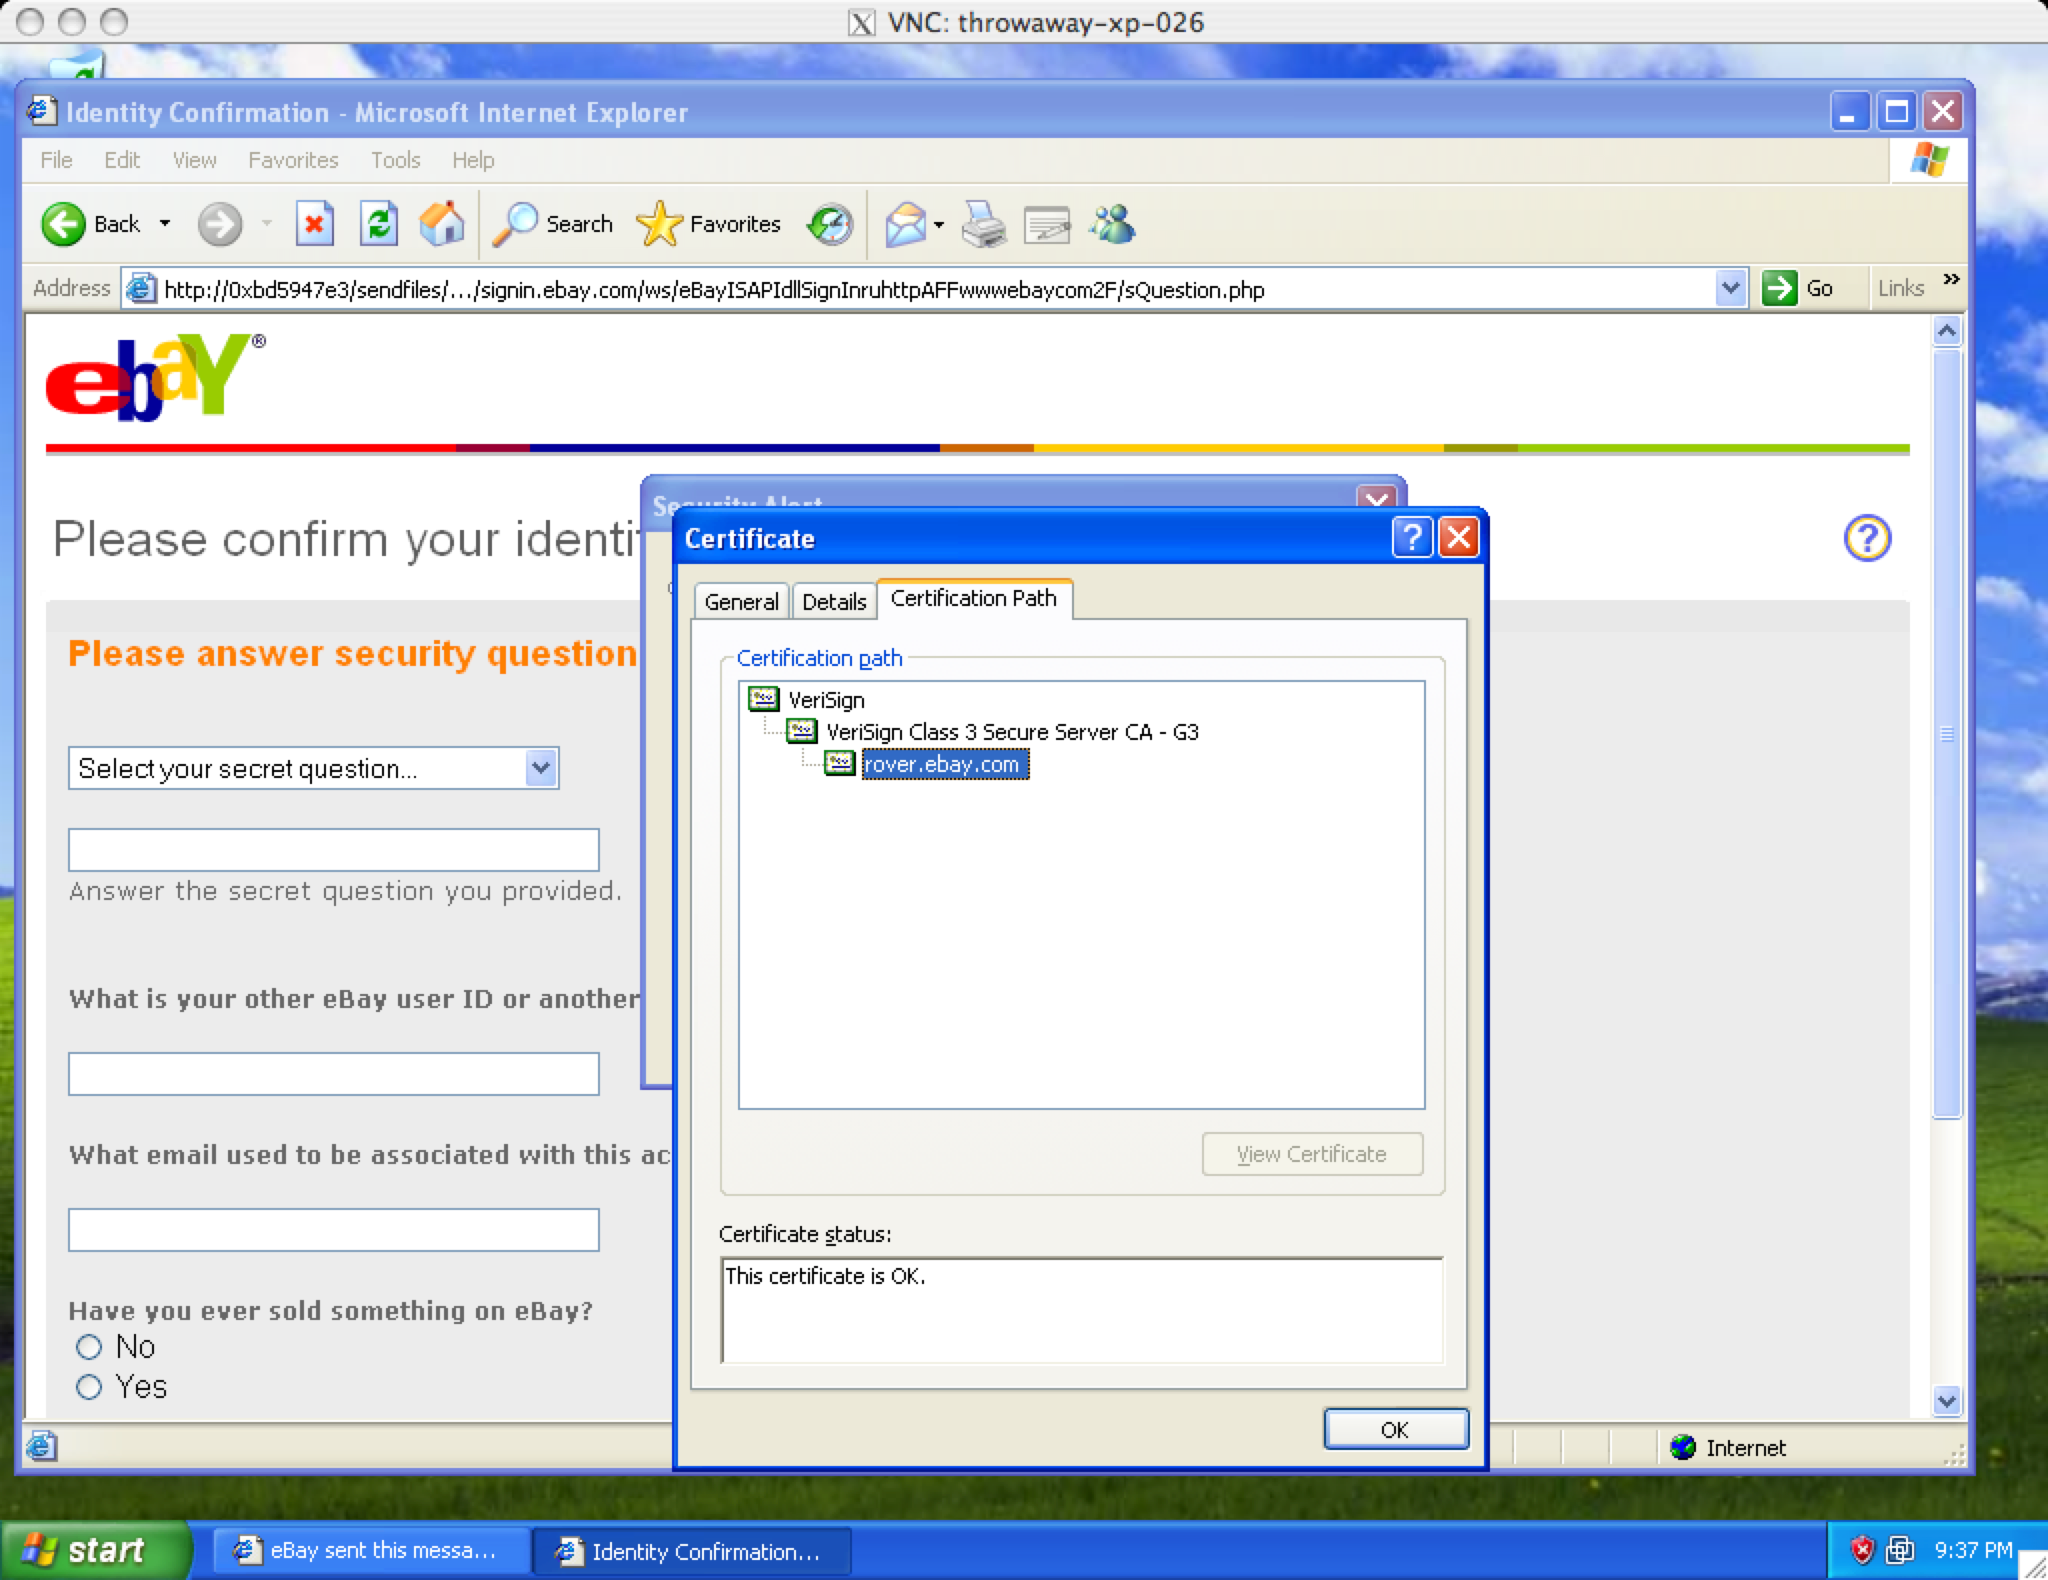 VNC: throwaway-xp-026
Identity Confirmation - Microsoft Internet Explorer
File Edit View Favorites Tools Help
Back Search Favorites
Address http://0xbd5947e3/sendfiles/.../signin.ebay.com/ws/eBayISAPIdllSignInruhttpAFFwwwebaycom2F/sQuestion.php Go Links »
ebaY®
Security Alert
Please confirm your identi
Certificate
General Details Certification Path
Please answer security question
Certification path
VeriSign
VeriSign Class 3 Secure Server CA - G3
rover.ebay.com
Select your secret question...
Answer the secret question you provided.
What is your other eBay user ID or another
What email used to be associated with this ac
View Certificate
Certificate status:
This certificate is OK.
Have you ever sold something on eBay?
No
Yes
OK
Internet
start eBay sent this messa... Identity Confirmation... 9:37 PM